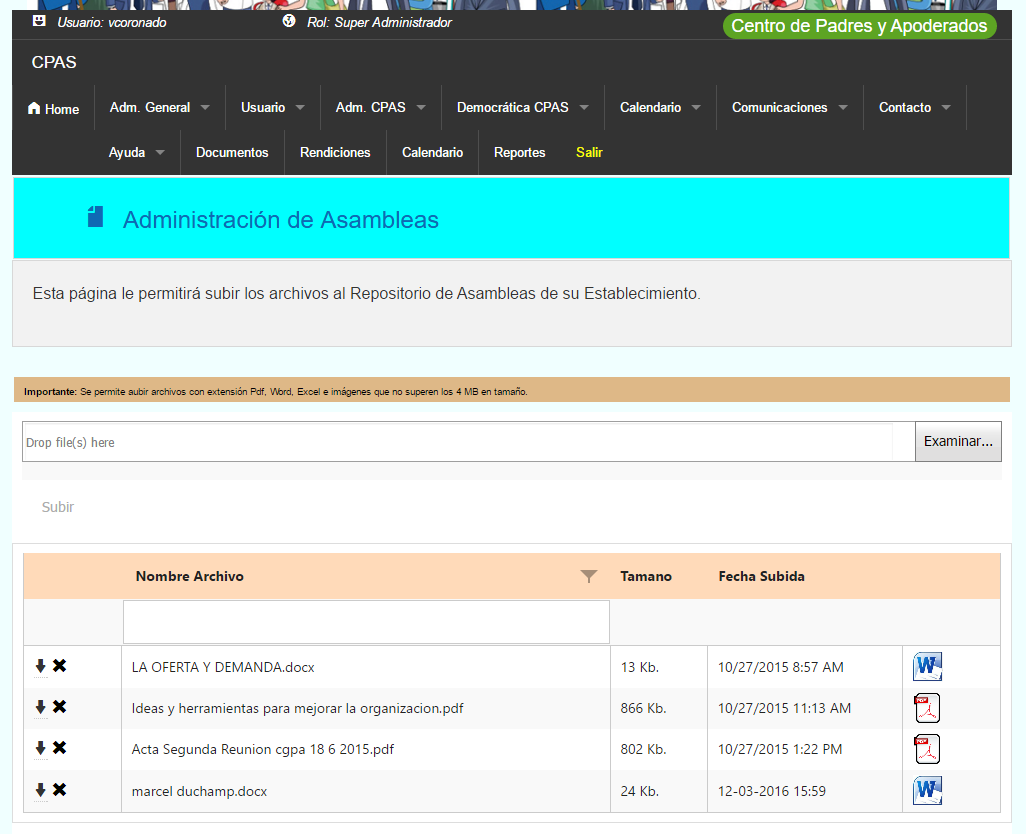 Usuario: vcoronado Rol: Super Administrador Centro de Padres y Apoderados
CPAS
Home Adm. General Usuario Adm. CPAS Democrática CPAS Calendario Comunicaciones Contacto
Ayuda Documentos Rendiciones Calendario Reportes Salir
Administración de Asambleas
Esta página le permitirá subir los archivos al Repositorio de Asambleas de su Establecimiento.
Importante: Se permite aubir archivos con extensión Pdf, Word, Excel e imágenes que no superen los 4 MB en tamaño.
Drop file(s) here Examinar...
Subir
Nombre Archivo Tamano Fecha Subida
LA OFERTA Y DEMANDA.docx 13 Kb. 10/27/2015 8:57 AM
Ideas y herramientas para mejorar la organizacion.pdf 866 Kb. 10/27/2015 11:13 AM
Acta Segunda Reunion cgpa 18 6 2015.pdf 802 Kb. 10/27/2015 1:22 PM
marcel duchamp.docx 24 Kb. 12-03-2016 15:59